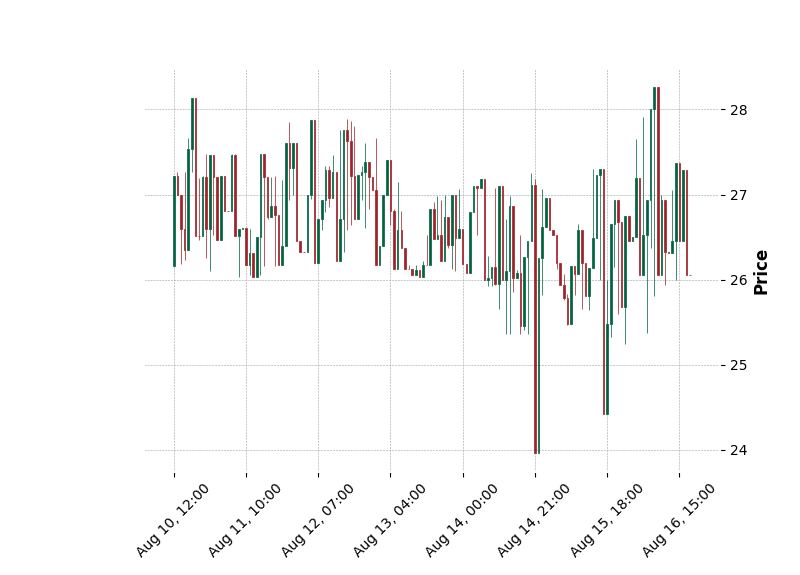 28
27
26
25
24
Price
Aug 10, 12:00
Aug 11, 10:00
Aug 12, 07:00
Aug 13, 04:00
Aug 14, 00:00
Aug 14, 21:00
Aug 15, 18:00
Aug 16, 15:00